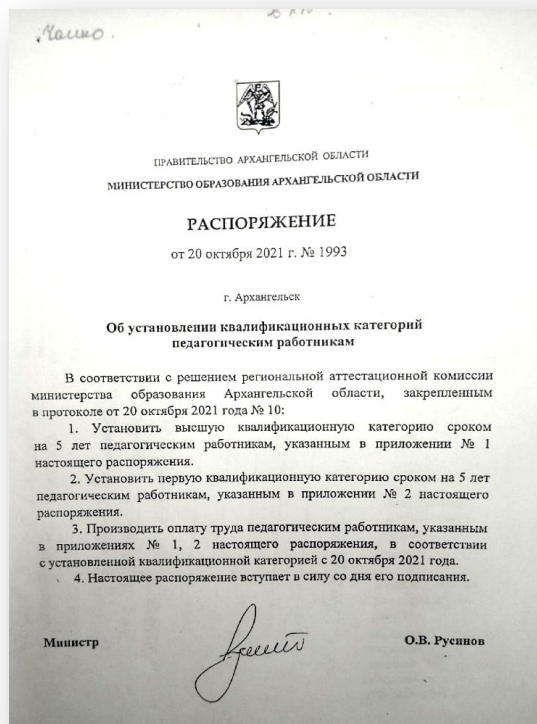 ПРАВИТЕЛЬСТВО АРХАНГЕЛЬСКОЙ ОБЛАСТИ
МИНИСТЕРСТВО ОБРАЗОВАНИЯ АРХАНГЕЛЬСКОЙ ОБЛАСТИ
РАСПОРЯЖЕНИЕ
от 20 октября 2021 г. № 1993
г. Архангельск
Об установлении квалификационных категорий
педагогическим работникам
В соответствии с решением региональной аттестационной комиссии
министерства образования Архангельской области, закрепленным
в протоколе от 20 октября 2021 года № 10:
1. Установить высшую квалификационную категорию сроком
на 5 лет педагогическим работникам, указанным в приложении № 1
настоящего распоряжения.
2. Установить первую квалификационную категорию сроком на 5 лет
педагогическим работникам, указанным в приложении № 2 настоящего
распоряжения.
3. Производить оплату труда педагогическим работникам, указанным
в приложениях № 1, 2 настоящего распоряжения, в соответствии
с установленной квалификационной категорией с 20 октября 2021 года.
4. Настоящее распоряжение вступает в силу со дня его подписания.
Министр О.В. Русинов